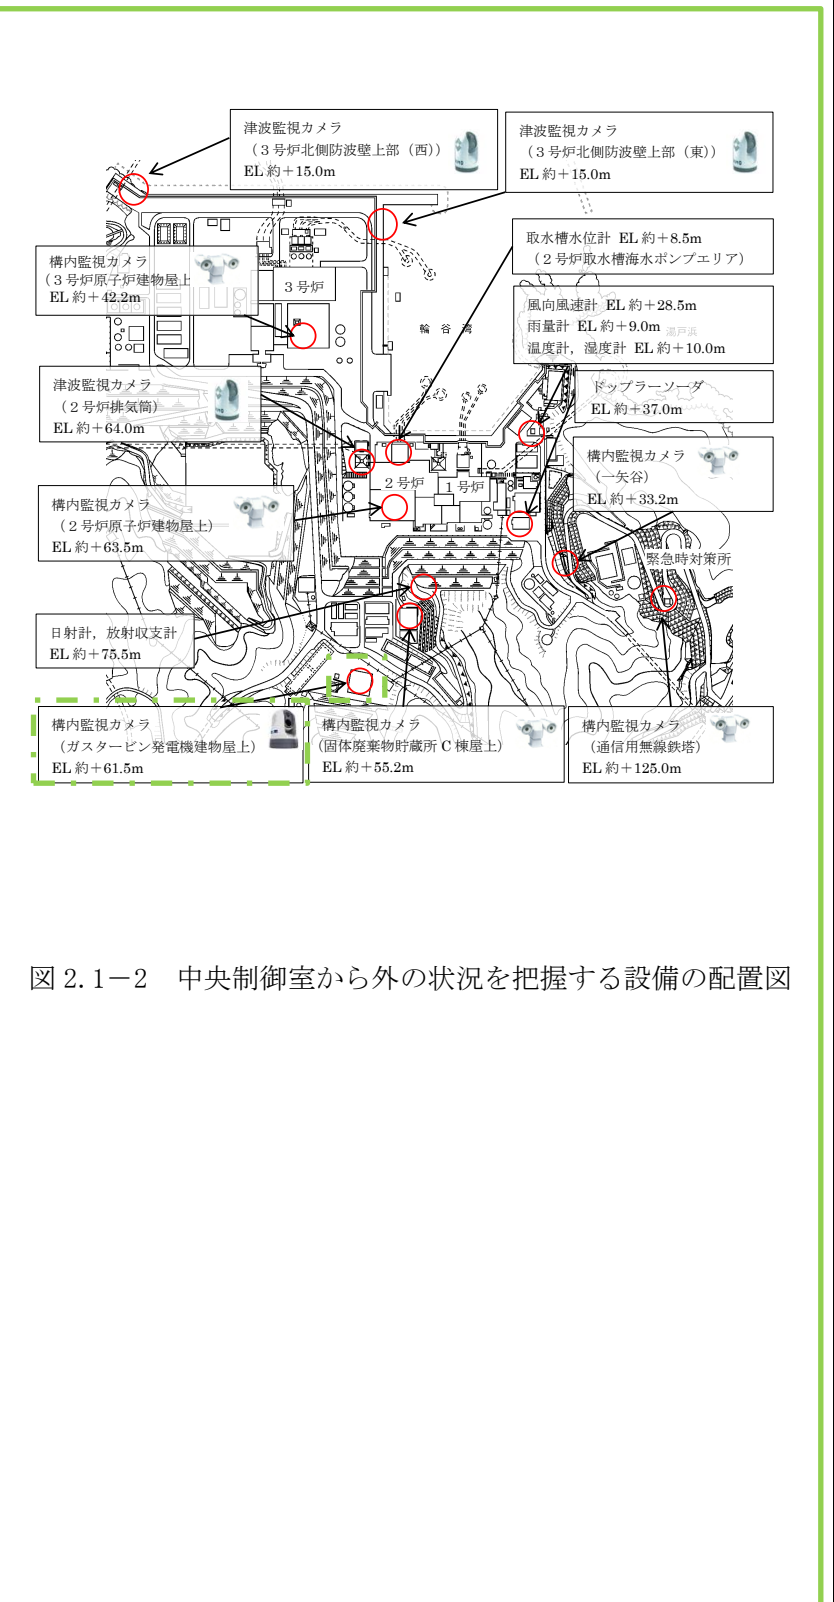 津波監視カメラ
(3号炉北側防波壁上部(西))
EL 約+15.0m
津波監視カメラ
(3号炉北側防波壁上部(東))
EL 約+15.0m
取水槽水位計 EL 約+8.5m
(2号炉取水槽海水ポンプエリア)
構内監視カメラ
(3号炉原子炉建物屋上
EL 約+42.2m
3号炉
輪谷湾
風向風速計 EL 約+28.5m
雨量計 EL 約+9.0m
温度計，湿度計 EL 約+10.0m
湯戸浜
津波監視カメラ
(2号炉排気筒)
EL 約+64.0m
ドップラーソーダ
EL 約+37.0m
構内監視カメラ
(一矢谷)
EL 約+33.2m
2号炉
1号炉
構内監視カメラ
(2号炉原子炉建物屋上)
EL 約+63.5m
緊急時対策所
日射計，放射収支計
EL 約+75.5m
構内監視カメラ
(ガスタービン発電機建物屋上)
EL 約+61.5m
構内監視カメラ
(固体廃棄物貯蔵所 C 棟屋上)
EL 約+55.2m
構内監視カメラ
(通信用無線鉄塔)
EL 約+125.0m
図 2.1-2 中央制御室から外の状況を把握する設備の配置図